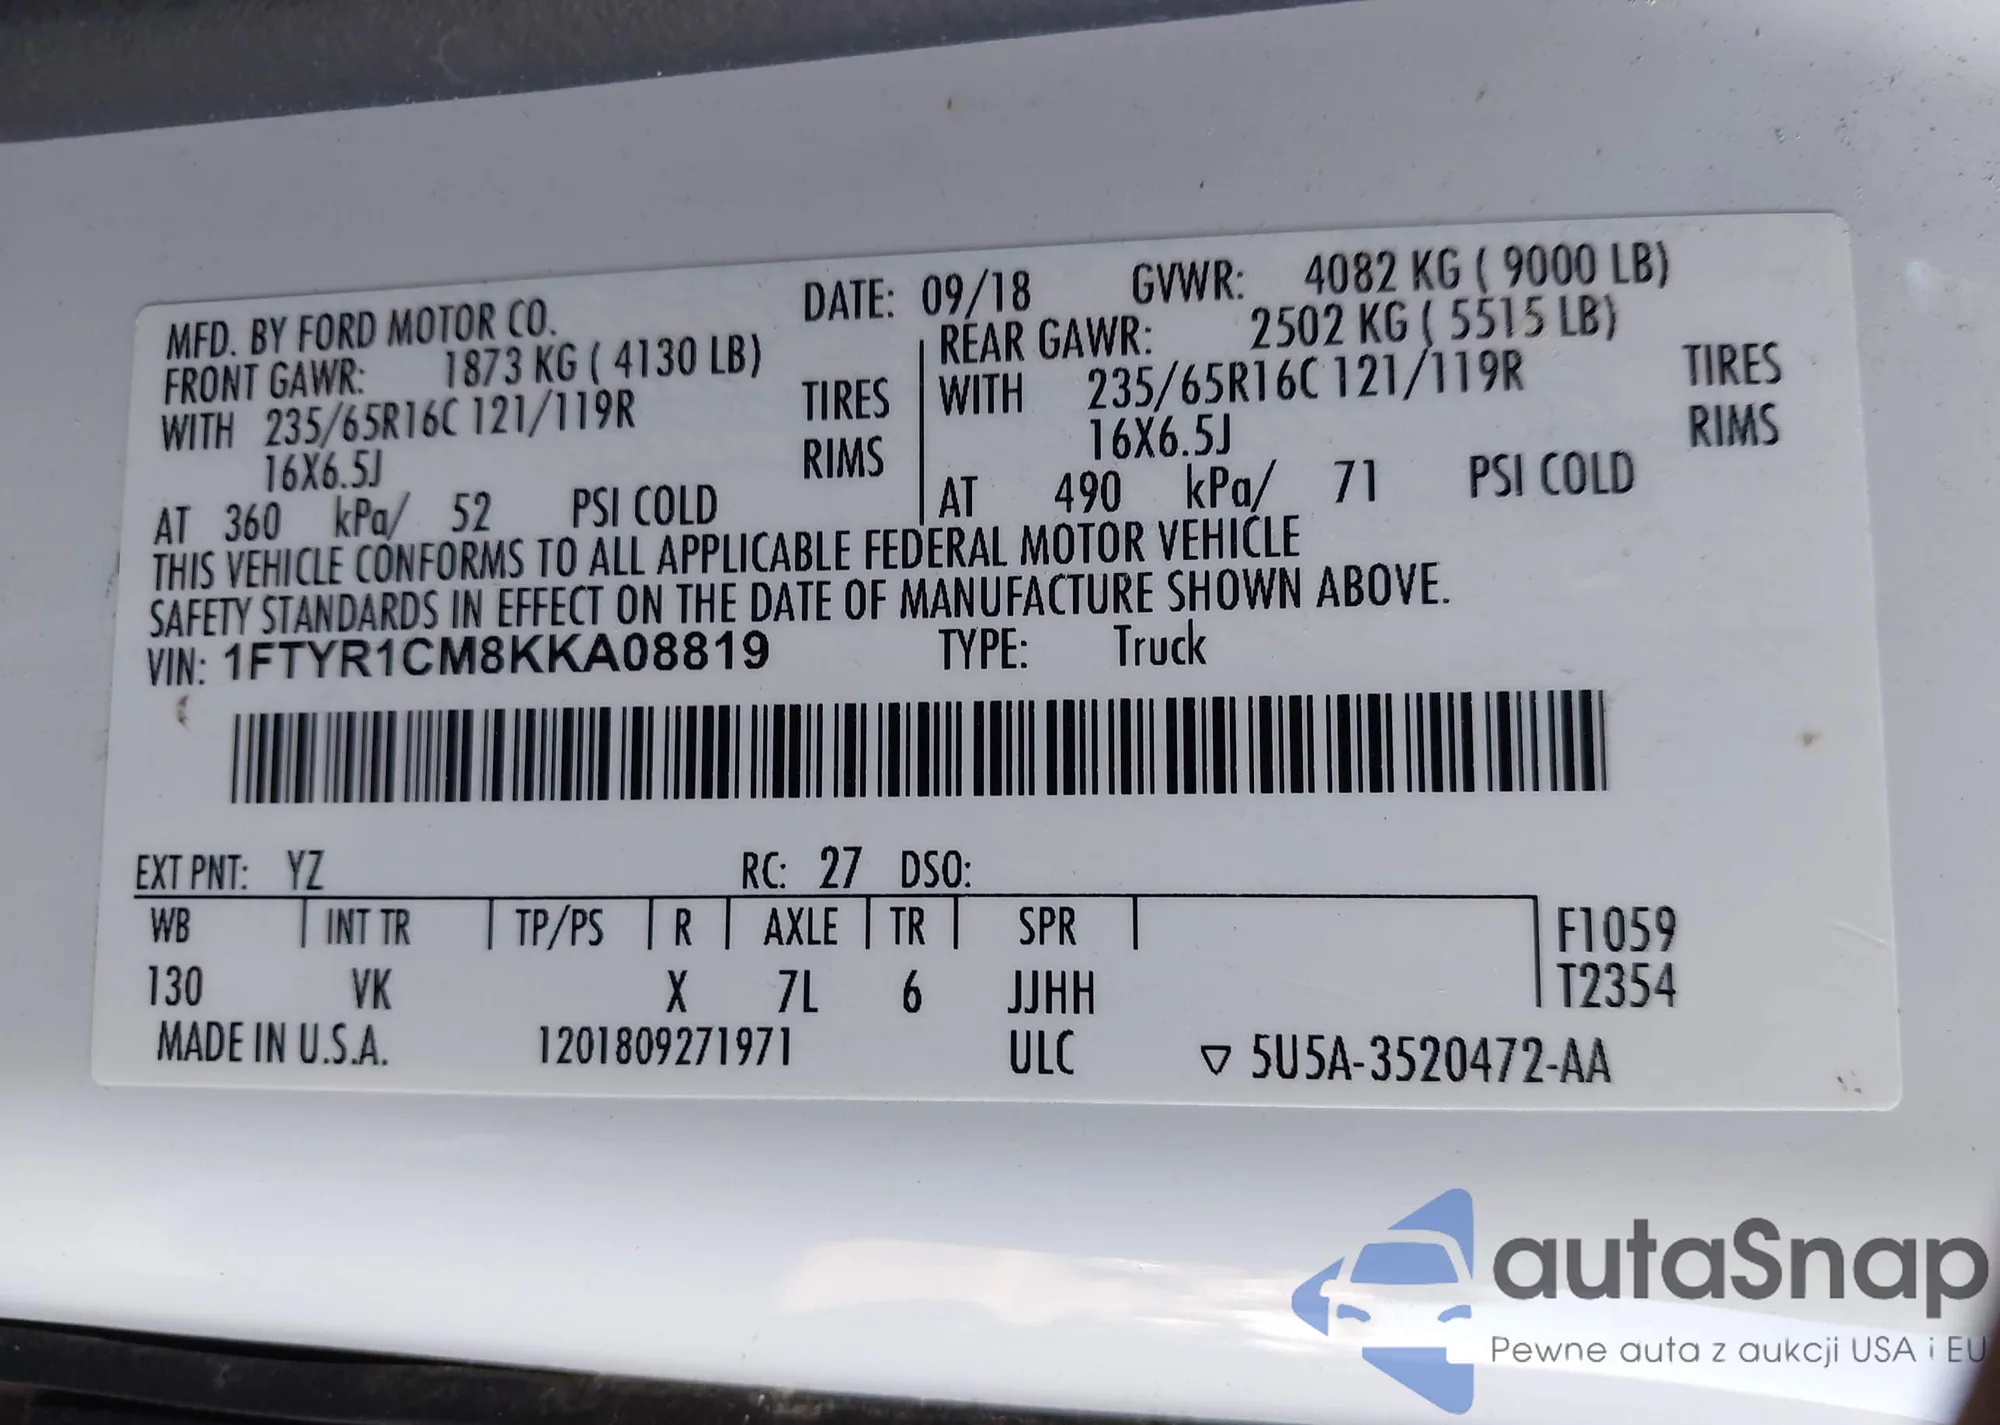 MFD. BY FORD MOTOR CO. DATE: 09/18 GVWR: 4082 KG ( 9000 LB)
FRONT GAWR: 1873 KG ( 4130 LB) REAR GAWR: 2502 KG ( 5515 LB)
WITH 235/65R16C 121/119R TIRES WITH 235/65R16C 121/119R TIRES
16X6.5J RIMS 16X6.5J RIMS
AT 360 kPa/ 52 PSI COLD AT 490 kPa/ 71 PSI COLD
THIS VEHICLE CONFORMS TO ALL APPLICABLE FEDERAL MOTOR VEHICLE
SAFETY STANDARDS IN EFFECT ON THE DATE OF MANUFACTURE SHOWN ABOVE.
VIN: 1FTYR1CM8KKA08819 TYPE: Truck
EXT PNT: YZ RC: 27 DSO:
WB INT TR TP/PS R AXLE TR SPR F1059
130 VK X 7L 6 JJHH T2354
MADE IN U.S.A. 1201809271971 ULC ▽ 5U5A-3520472-AA
autaSnap
Pewne auta z aukcji USA i EU